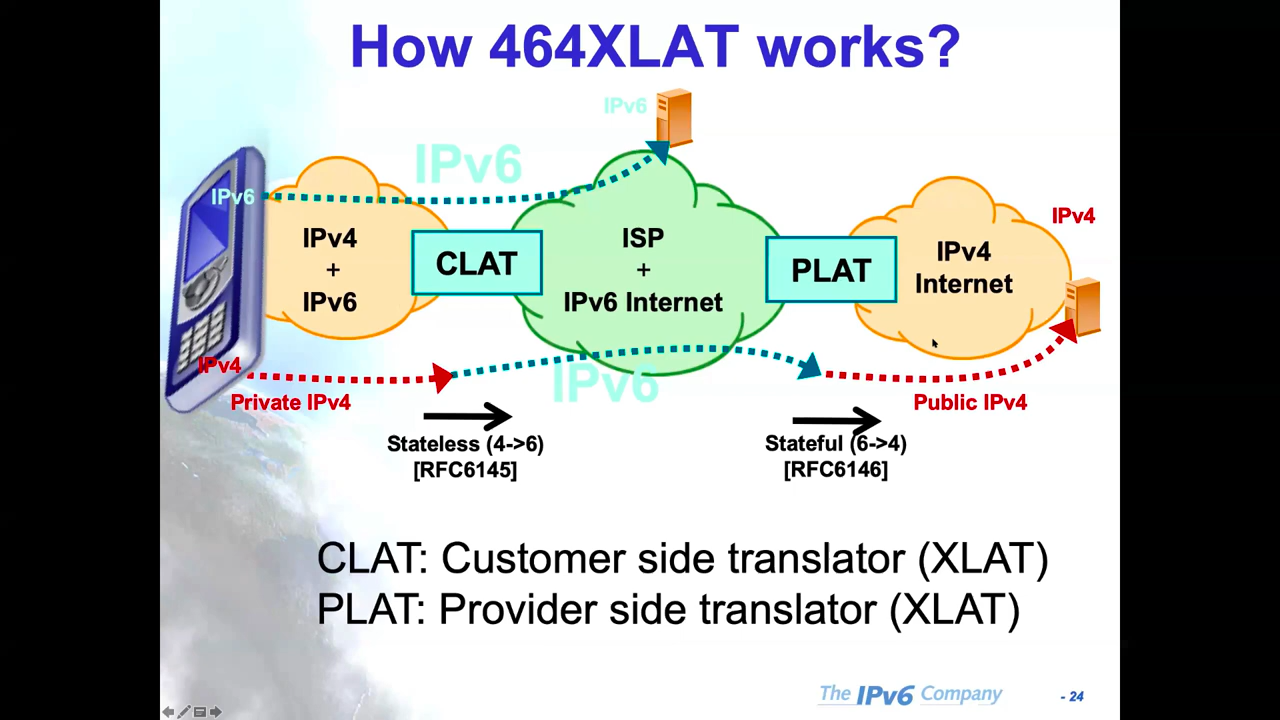 How 464XLAT works?
IPv6
IPv6
IPv6
IPv4
+
IPv6
CLAT
ISP
+
IPv6 Internet
PLAT
IPv4
Internet
IPv4
IPv4
Private IPv4
IPv6
Public IPv4
Stateless (4->6)
[RFC6145]
Stateful (6->4)
[RFC6146]
CLAT: Customer side translator (XLAT)
PLAT: Provider side translator (XLAT)
The IPv6 Company
- 24